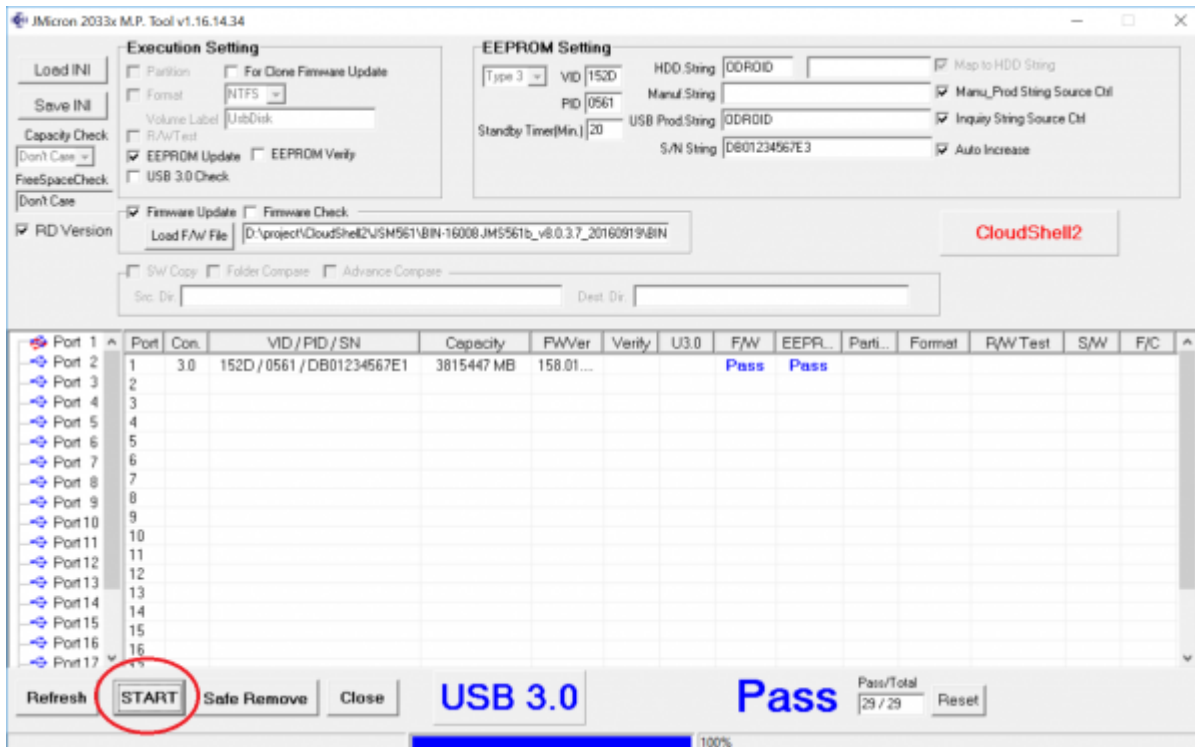 JMicron 2033x M.P. Tool v1.16.14.34
Load INI
Save INI
Capacity Check
Don't Care
FreeSpaceCheck
Don't Care
RD Version
Execution Setting
Partition
For Clone Firmware Update
Format
NTFS
Volume Label UsbDisk
R/WTest
EEPROM Update
EEPROM Verify
USB 3.0 Check
EEPROM Setting
Type 3
VID 152D
PID 0561
Standby Timer(Min.) 20
HDD.String ODROID
Manuf.String
USB Prod.String ODROID
S/N String DB01234567E3
Map to HDD String
Manu_Prod String Source Ctrl
Inquiry String Source Ctrl
Auto Increase
Firmware Update Firmware Check
Load F/W File D:\project\CloudShell2\JSM561\BIN-16008-JMS561b_v8.0.3.7_20160919\BIN
CloudShell2
SW Copy Folder Compare Advance Compare
Src. Dir. Dest. Dir.
Port 1
Port 2
Port 3
Port 4
Port 5
Port 6
Port 7
Port 8
Port 9
Port10
Port11
Port12
Port13
Port14
Port15
Port16
Port17
Port Con. VID / PID / SN Capacity FWVer Verify U3.0 F/W EEPR... Parti... Format R/W Test S/W F/C
1 3.0 152D / 0561 / DB01234567E1 3815447 MB 158.01... Pass Pass
2
3
4
5
6
7
8
9
10
11
12
13
14
15
16
Refresh START Safe Remove Close USB 3.0 Pass
Pass/Total
29 / 29 Reset
100%